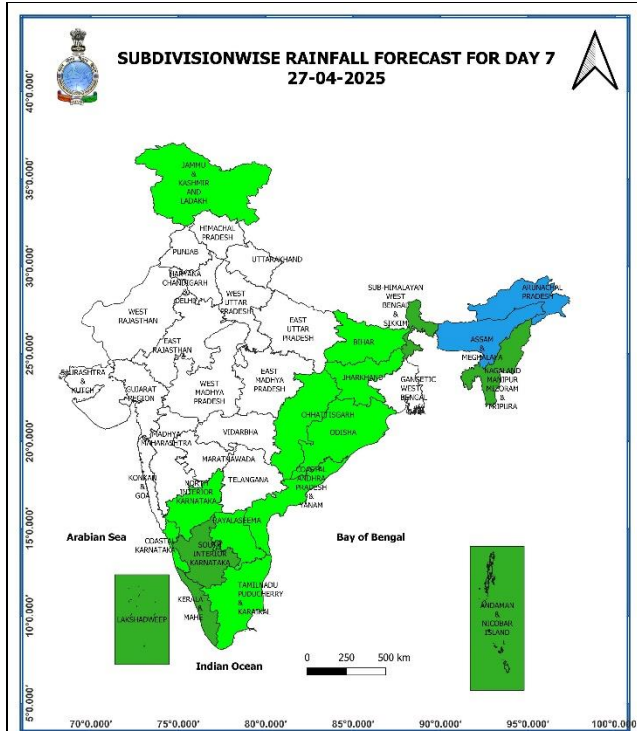 SUBDIVISIONWISE RAINFALL FORECAST FOR DAY 7
27-04-2025
40°0.000'
35°0.000'
30°0.000'
25°0.000'
20°0.000'
15°0.000'
10°0.000'
5°0.000'
JAMMU
&
KASHMIR
AND
LADAKH
HIMACHAL
PRADESH
PUNJAB
UTTARAKHAND
HARYANA
CHANDIGARH
&
DELHI
WEST
UTTAR
PRADESH
WEST
RAJASTHAN
EAST
RAJASTHAN
EAST
UTTAR
PRADESH
SUB-HIMALAYAN
WEST
BENGAL
&
SIKKIM
ARUNACHAL
PRADESH
ASSAM
&
MEGHALAYA
NAGALAND
MANIPUR
MIZORAM
&
TRIPURA
BIHAR
JHARKHAND
GANGETIC
WEST
BENGAL
SAURASHTRA
&
KUTCH
GUJARAT
REGION
WEST
MADHYA
PRADESH
EAST
MADHYA
PRADESH
CHHATTISGARH
ODISHA
MADHYA
MAHARASHTRA
VIDARBHA
MARATHAWADA
KONKAN
&
GOA
TELANGANA
COASTAL
ANDHRA
PRADESH
&
YANAM
NORTH
INTERIOR
KARNATAKA
RAYALASEEMA
COASTAL
KARNATAKA
SOUTH
INTERIOR
KARNATAKA
Arabian Sea
Bay of Bengal
KERALA
&
MAHE
TAMILNADU
PUDUCHERRY
&
KARAIKAL
LAKSHADWEEP
ANDAMAN
&
NICOBAR
ISLAND
Indian Ocean
0 250 500 km
70°0.000' 75°0.000' 80°0.000' 85°0.000' 90°0.000' 95°0.000' 100°0.000'